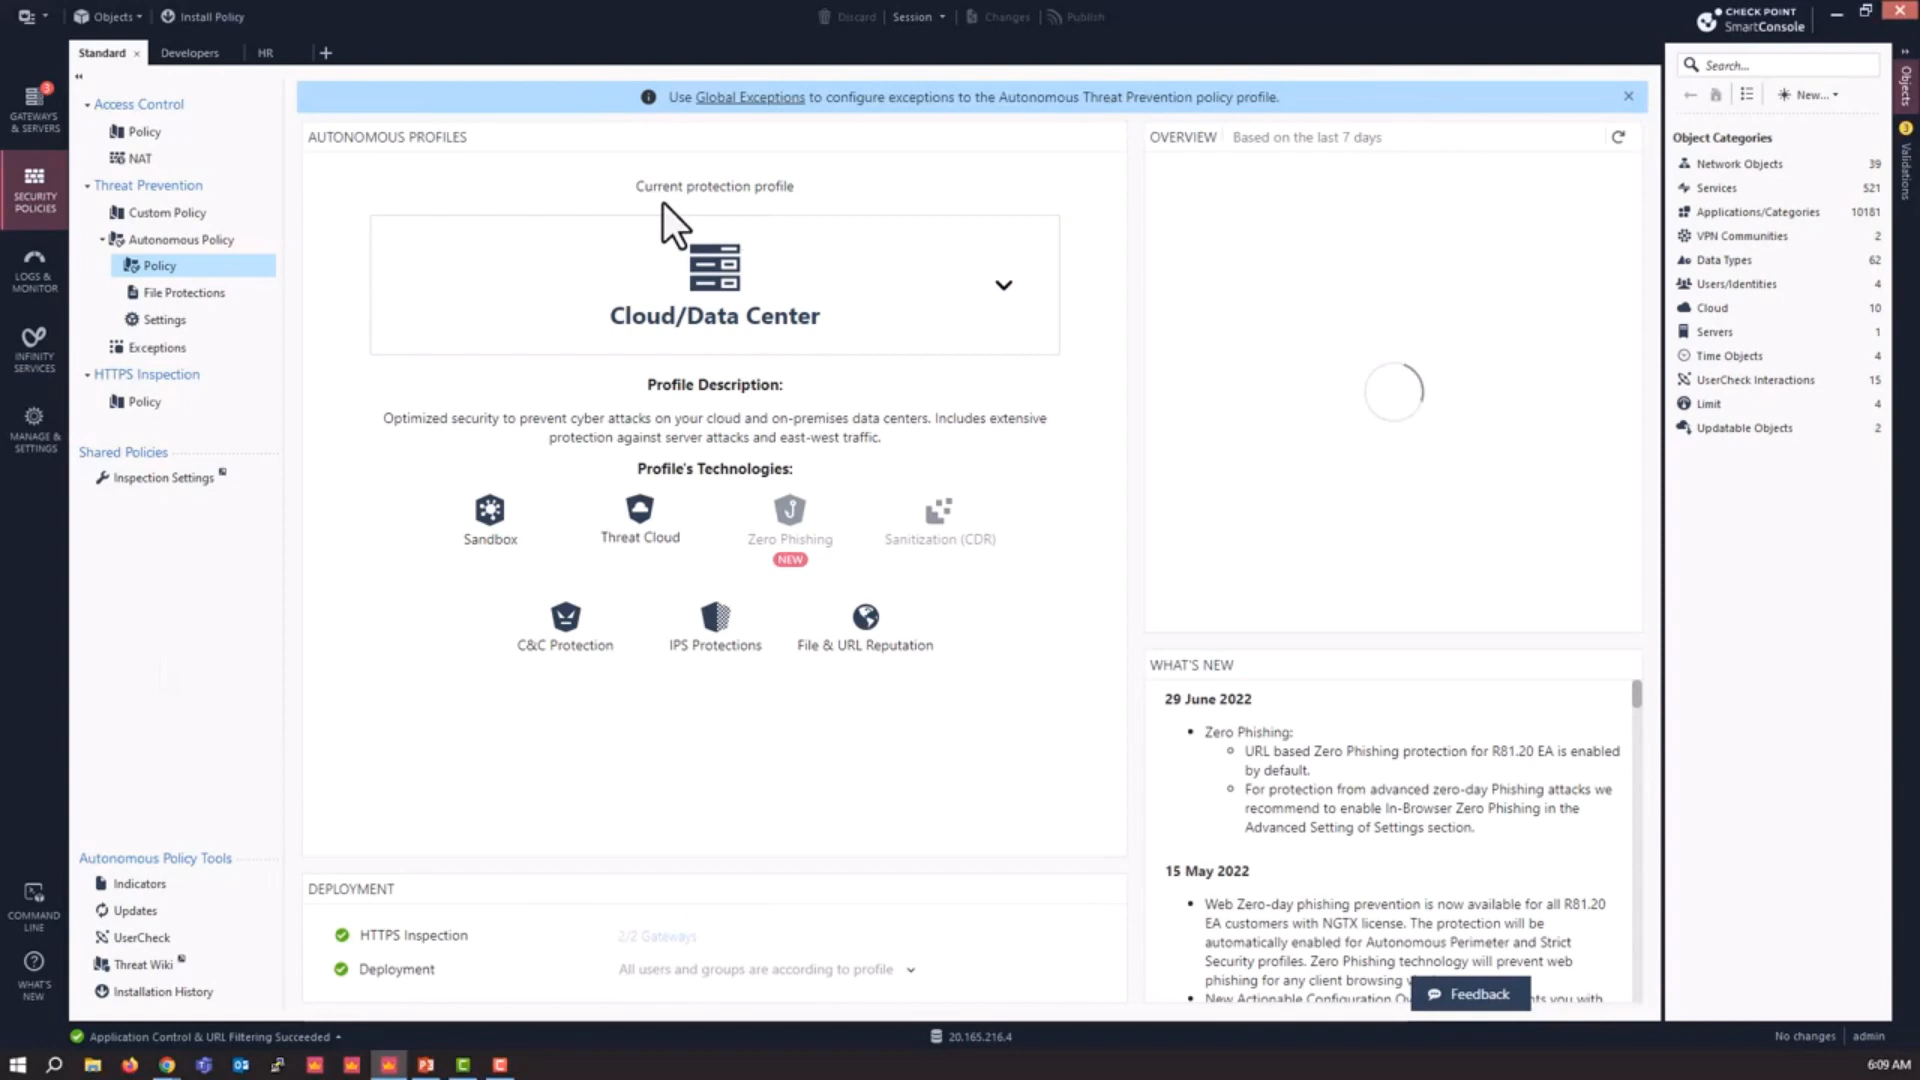 Objects
Install Policy
Discard
Session
Changes
Publish
CHECK POINT
SmartConsole
Standard
Developers
HR
3
GATEWAYS
& SERVERS
SECURITY
POLICIES
LOGS &
MONITOR
INFINITY
SERVICES
MANAGE &
SETTINGS
COMMAND
LINE
WHAT'S
NEW
Access Control
Policy
NAT
Threat Prevention
Custom Policy
Autonomous Policy
Policy
File Protections
Settings
Exceptions
HTTPS Inspection
Policy
Shared Policies
Inspection Settings
Autonomous Policy Tools
Indicators
Updates
UserCheck
Threat Wiki
Installation History
Use Global Exceptions to configure exceptions to the Autonomous Threat Prevention policy profile.
AUTONOMOUS PROFILES
Current protection profile
Cloud/Data Center
Profile Description:
Optimized security to prevent cyber attacks on your cloud and on-premises data centers. Includes extensive
protection against server attacks and east-west traffic.
Profile's Technologies:
Sandbox
Threat Cloud
Zero Phishing
NEW
Sanitization (CDR)
C&C Protection
IPS Protections
File & URL Reputation
DEPLOYMENT
HTTPS Inspection
2/2 Gateways
Deployment
All users and groups are according to profile
OVERVIEW
Based on the last 7 days
WHAT'S NEW
29 June 2022
Zero Phishing:
URL based Zero Phishing protection for R81.20 EA is enabled
by default.
For protection from advanced zero-day Phishing attacks we
recommend to enable In-Browser Zero Phishing in the
Advanced Setting of Settings section.
15 May 2022
Web Zero-day phishing prevention is now available for all R81.20
EA customers with NGTX license. The protection will be
automatically enabled for Autonomous Perimeter and Strict
Security profiles. Zero Phishing technology will prevent web
phishing for any client browsing
New Actionable Configuration you with
Feedback
Search...
New...
Object Categories
Network Objects 39
Services 521
Applications/Categories 10181
VPN Communities 2
Data Types 62
Users/Identities 4
Cloud 10
Servers 1
Time Objects 4
UserCheck Interactions 15
Limit 4
Updatable Objects 2
Objects
3
Validations
Application Control & URL Filtering Succeeded
20.165.216.4
No changes
admin
6:09 AM